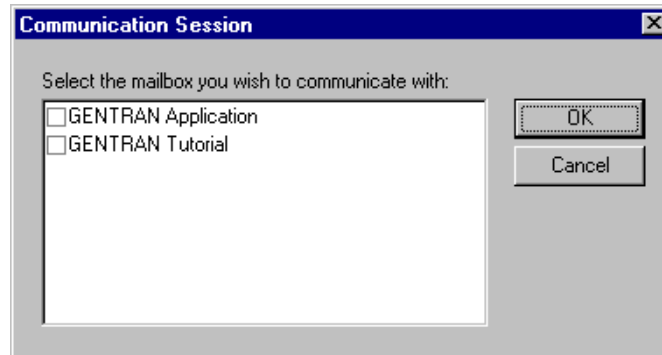 Communication Session
Select the mailbox you wish to communicate with:
GENTRAN Application
GENTRAN Tutorial
OK
Cancel